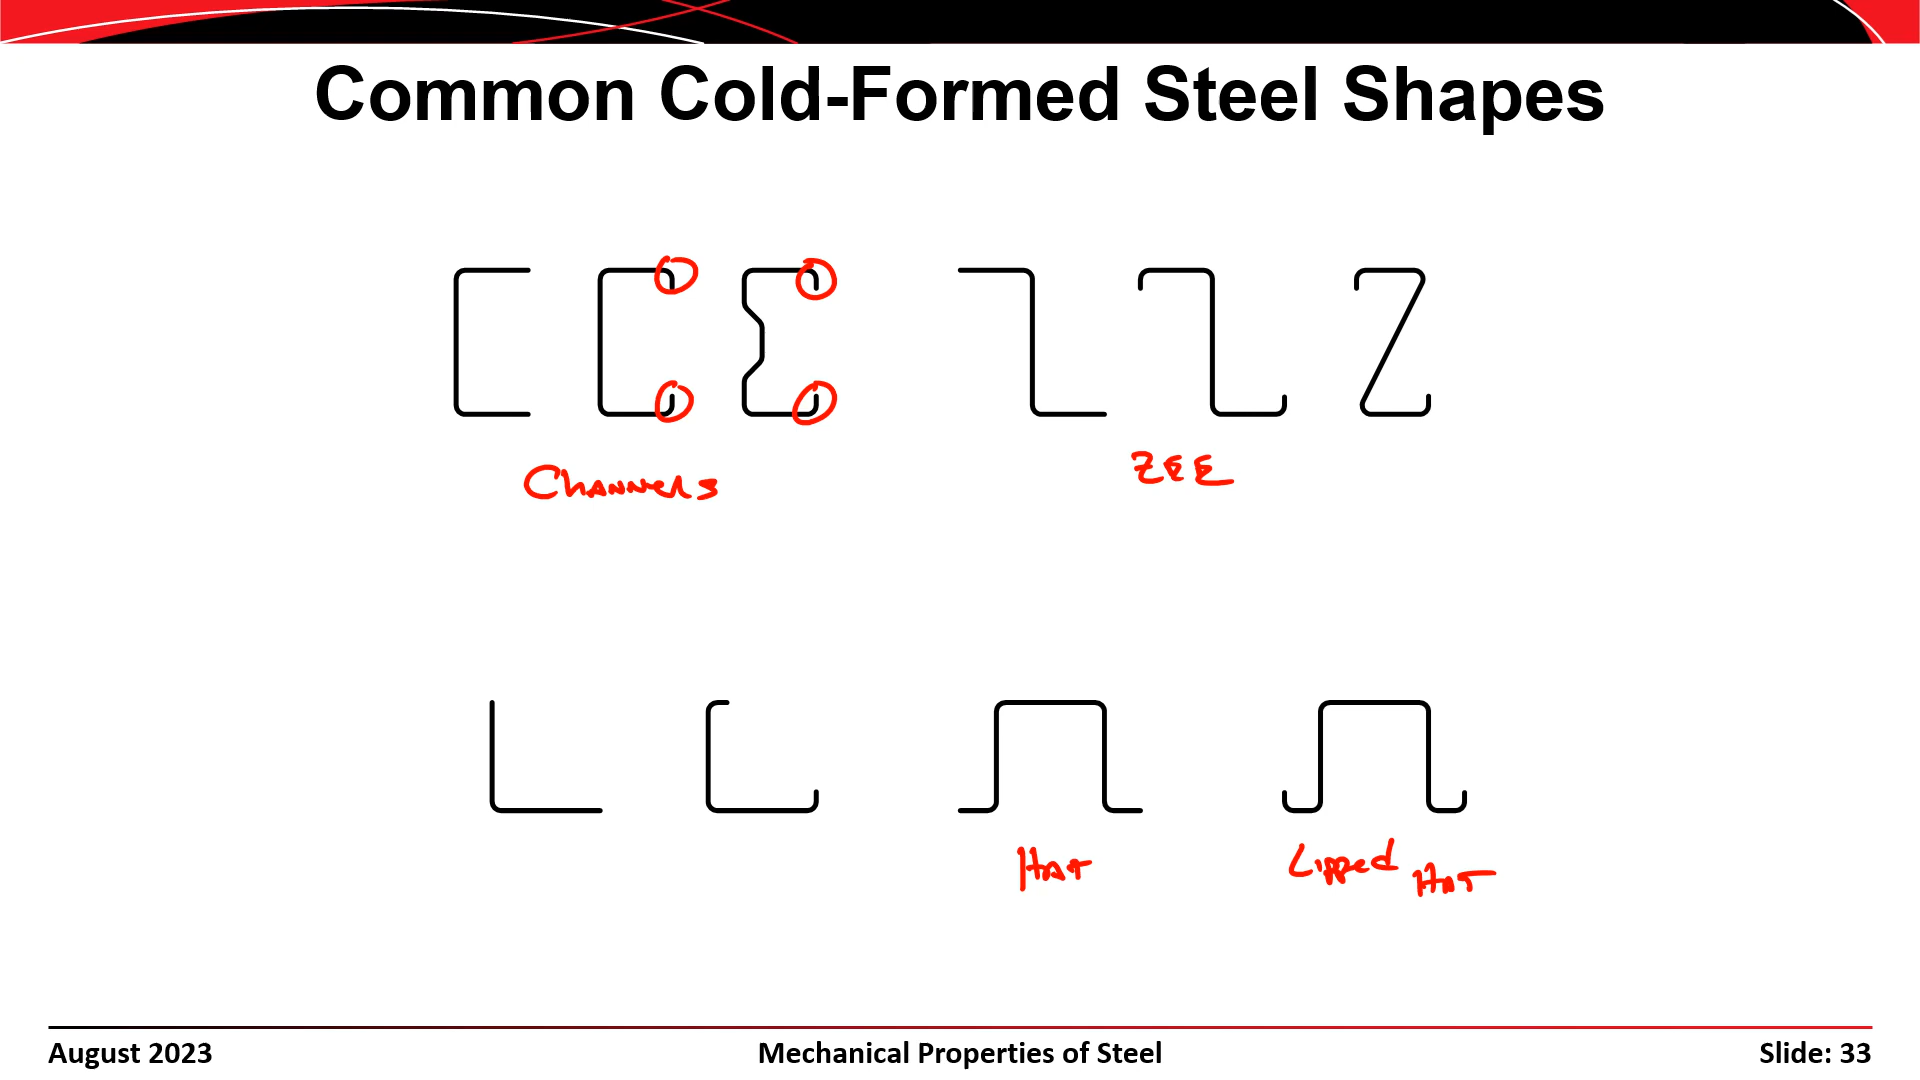 Common Cold-Formed Steel Shapes
Channels
ZEE
HAT
Lipped HAT
August 2023
Mechanical Properties of Steel
Slide: 33